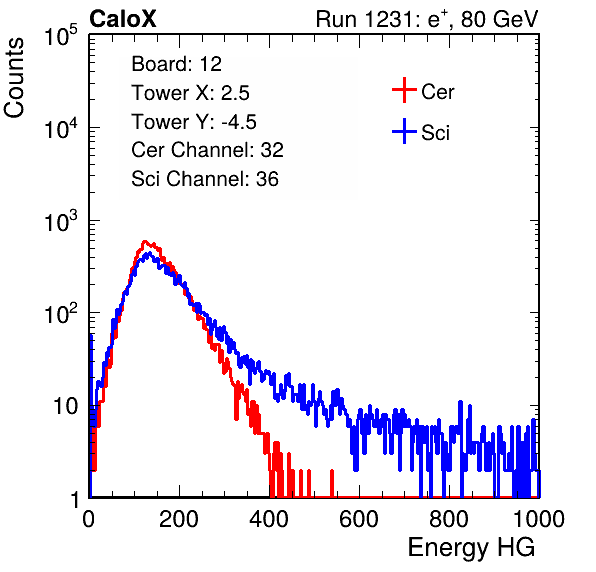 CaloX Run 1231: e⁺, 80 GeV
Counts
10⁵
10⁴
10³
10²
10
1
Board: 12
Tower X: 2.5
Tower Y: -4.5
Cer Channel: 32
Sci Channel: 36
Cer
Sci
0 200 400 600 800 1000
Energy HG